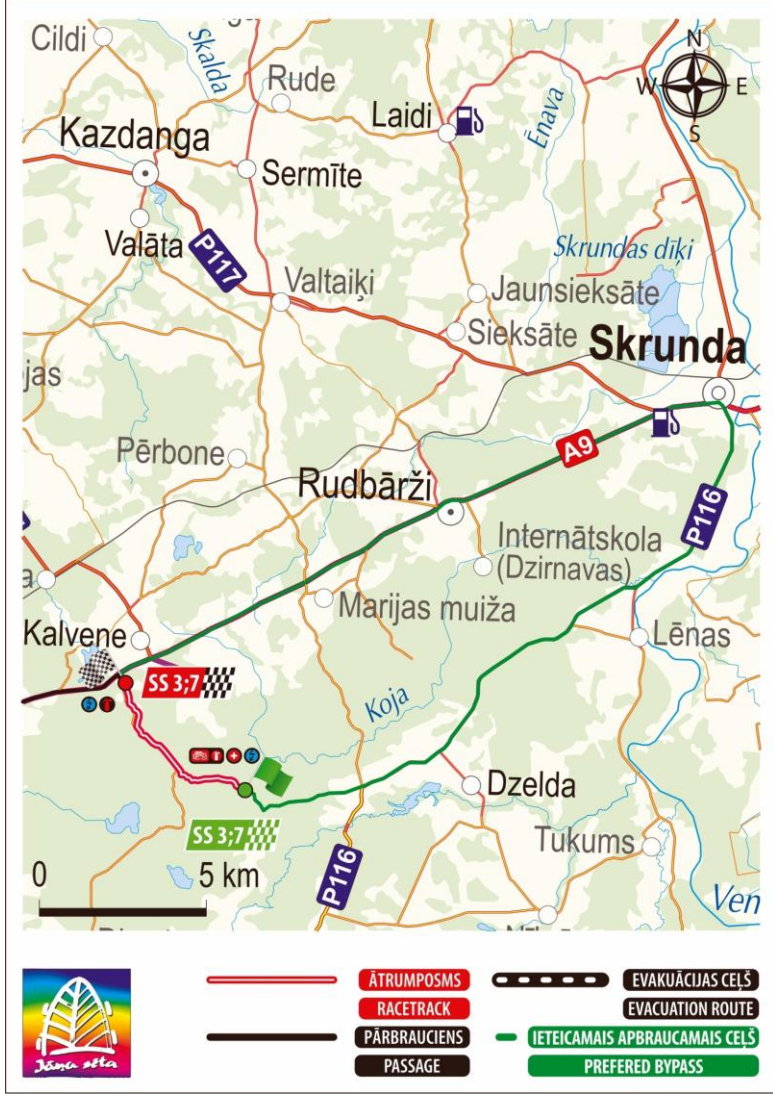 Cildi
Skalda
Rude
N
W
E
S
Laidi
Ēnava
Kazdanga
Sermīte
Valāta
P117
Skrundas dīķi
Valtaiķi
Jaunsieksāte
Sieksāte
Skrunda
jas
A9
Pērbone
Rudbārži
P116
Internātskola
(Dzirnavas)
a
Marijas muiža
Kalvene
Lēnas
SS 3;7
Koja
Dzelda
SS 3;7
Tukums
P116
0
5 km
Ven
ĀTRUMPOSMS
EVAKUĀCIJAS CEĻŠ
RACETRACK
EVACUATION ROUTE
PĀRBRAUCIENS
IETEICAMAIS APBRAUCAMAIS CEĻŠ
PASSAGE
PREFERED BYPASS
Jāņa sēta